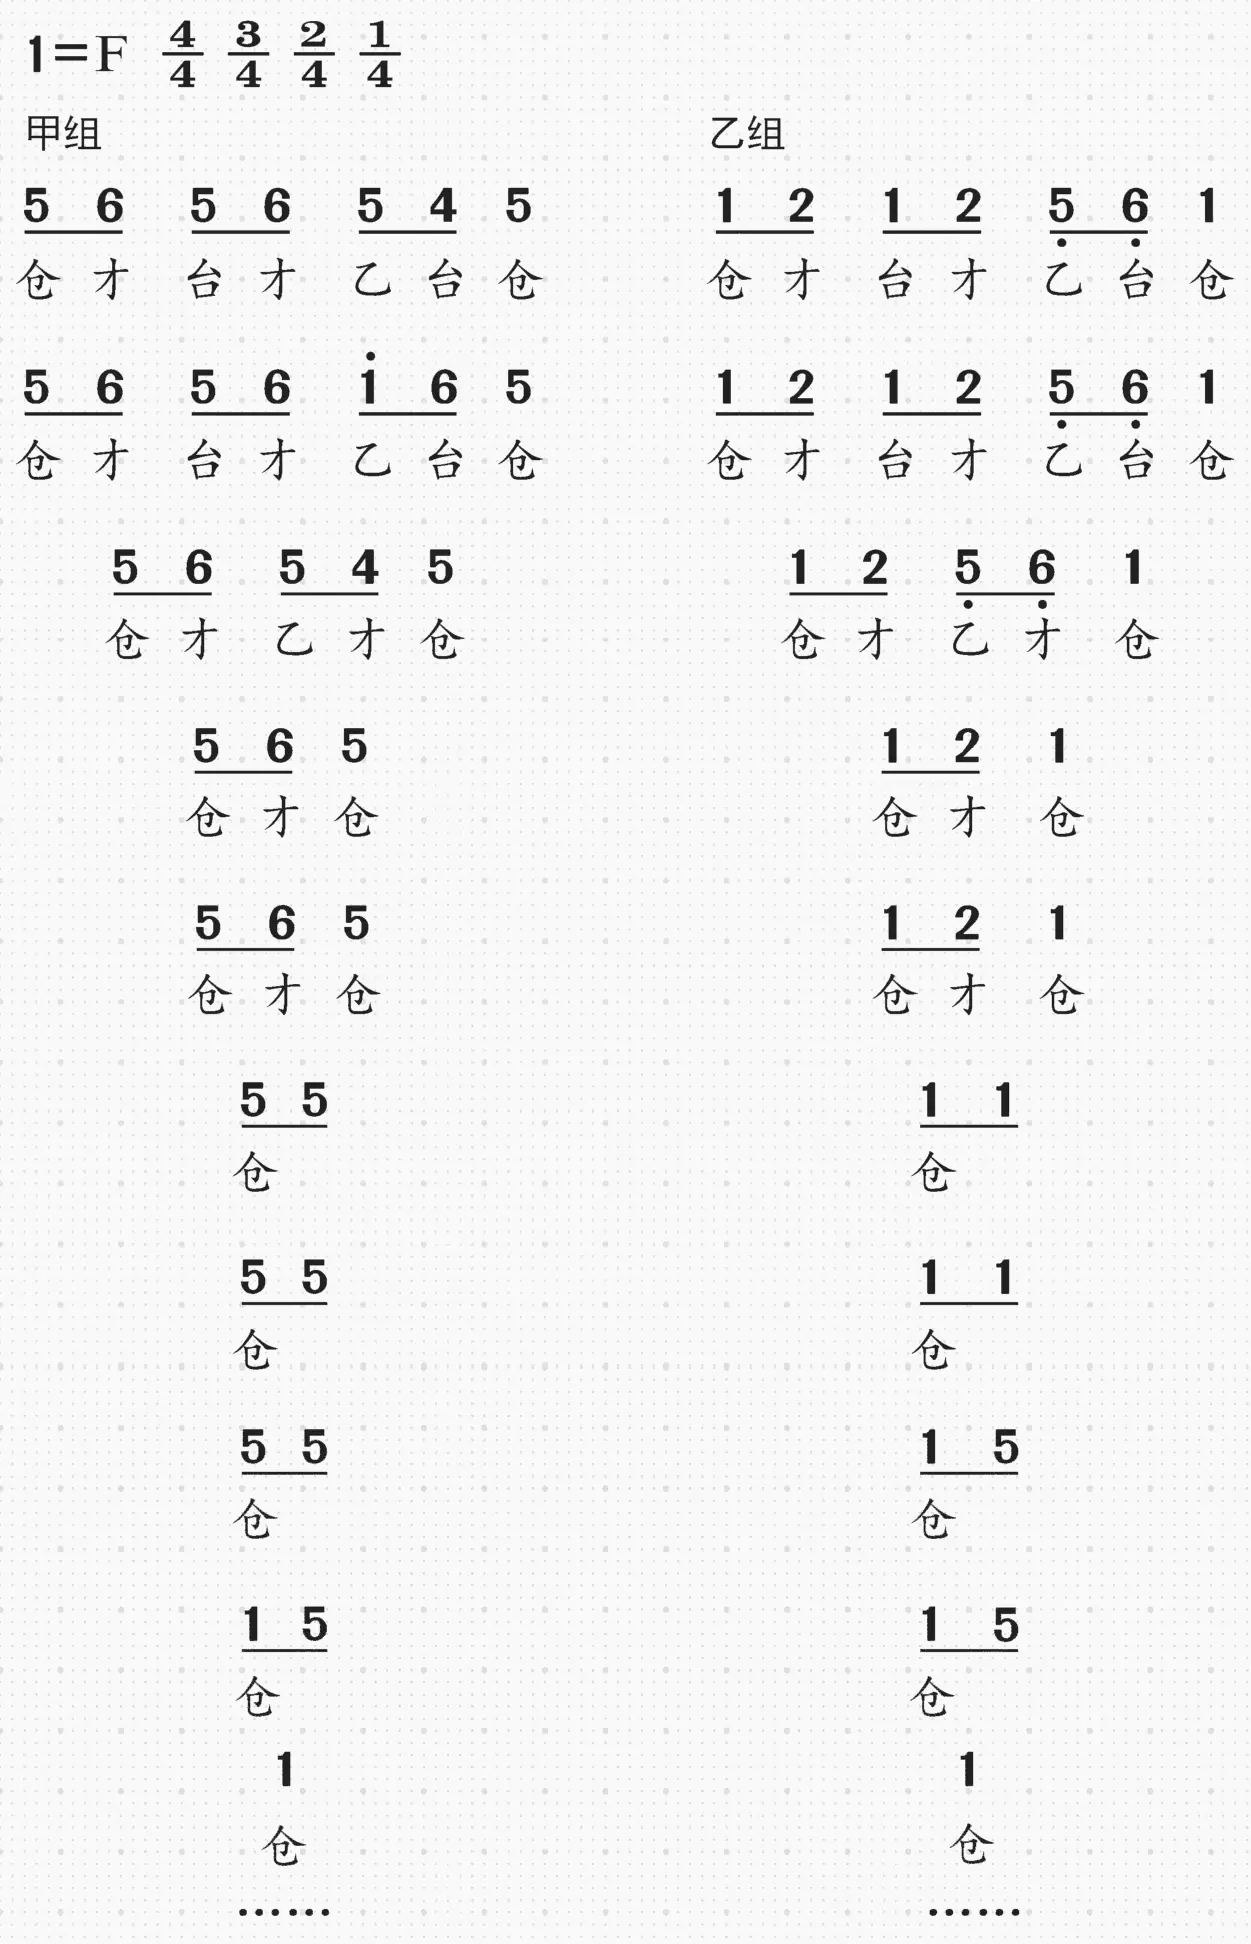 1=F 4/4 3/4 2/4 1/4
甲组 乙组
5 6 5 6 5 4 5 1 2 1 2 5̣ 6̣ 1
仓 才 台 才 乙 台 仓 仓 才 台 才 乙 台 仓
5 6 5 6 1̇ 6 5 1 2 1 2 5̣ 6̣ 1
仓 才 台 才 乙 台 仓 仓 才 台 才 乙 台 仓
5 6 5 4 5 1 2 5̣ 6̣ 1
仓 才 乙 才 仓 仓 才 乙 才 仓
5 6 5 1 2 1
仓 才 仓 仓 才 仓
5 6 5 1 2 1
仓 才 仓 仓 才 仓
5 5 1 1
仓 仓
5 5 1 1
仓 仓
5 5 1 5
仓 仓
1 5 1 5
仓 仓
1 1
仓 仓
…… ……